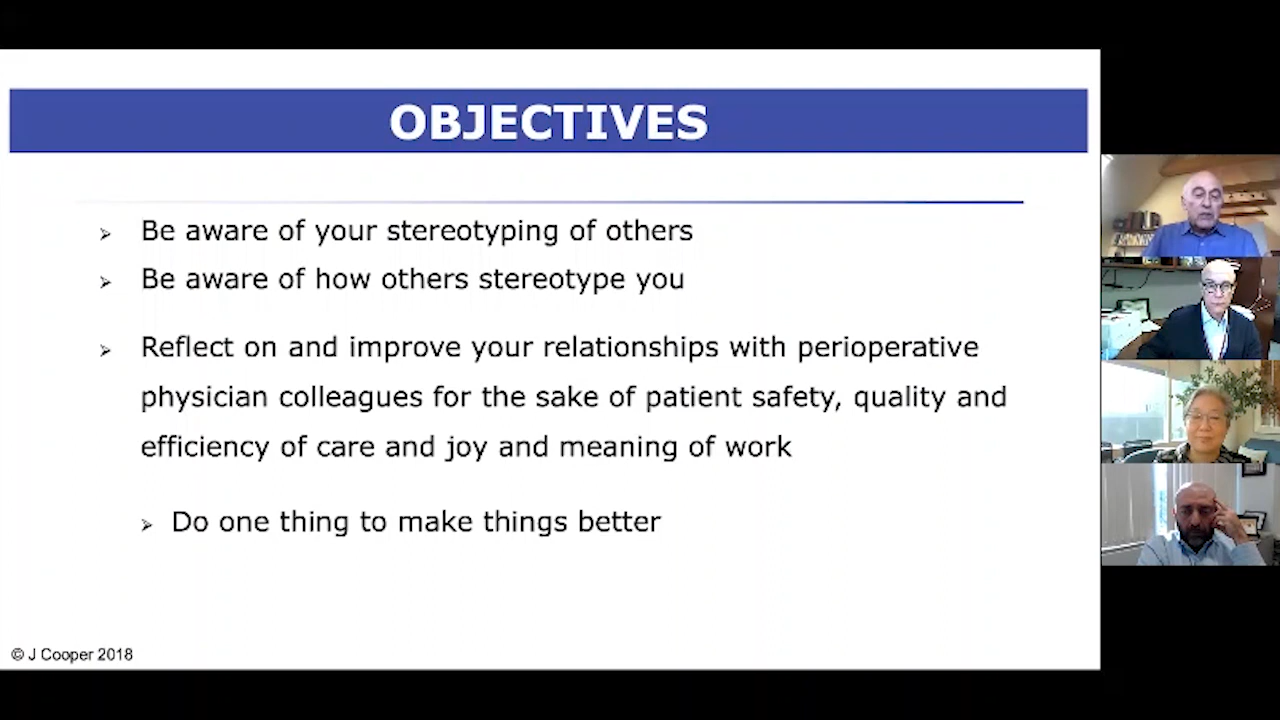 OBJECTIVES
Be aware of your stereotyping of others
Be aware of how others stereotype you
Reflect on and improve your relationships with perioperative
physician colleagues for the sake of patient safety, quality and
efficiency of care and joy and meaning of work
Do one thing to make things better
© J Cooper 2018